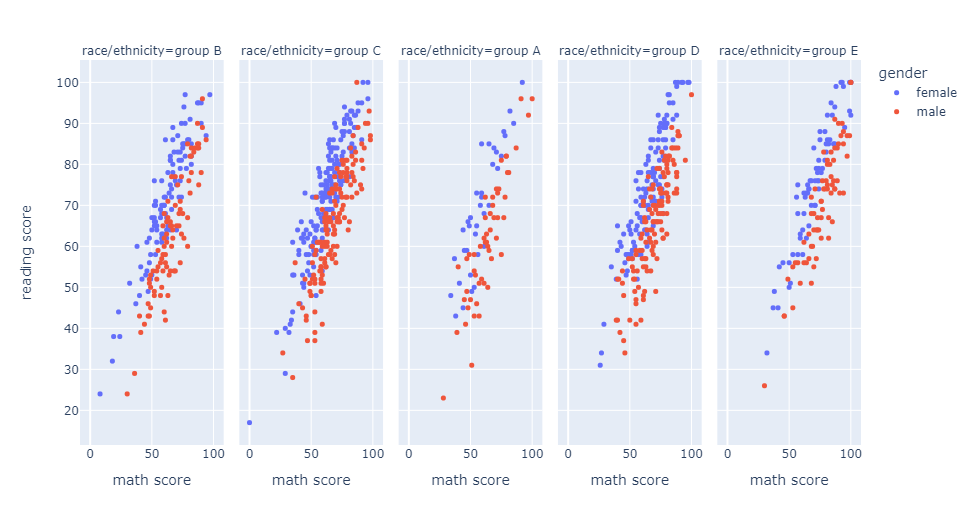 race/ethnicity=group B race/ethnicity=group C race/ethnicity=group A race/ethnicity=group D race/ethnicity=group E
gender
female
male
reading score
100
90
80
70
60
50
40
30
20
0 50 100 0 50 100 0 50 100 0 50 100 0 50 100
math score math score math score math score math score